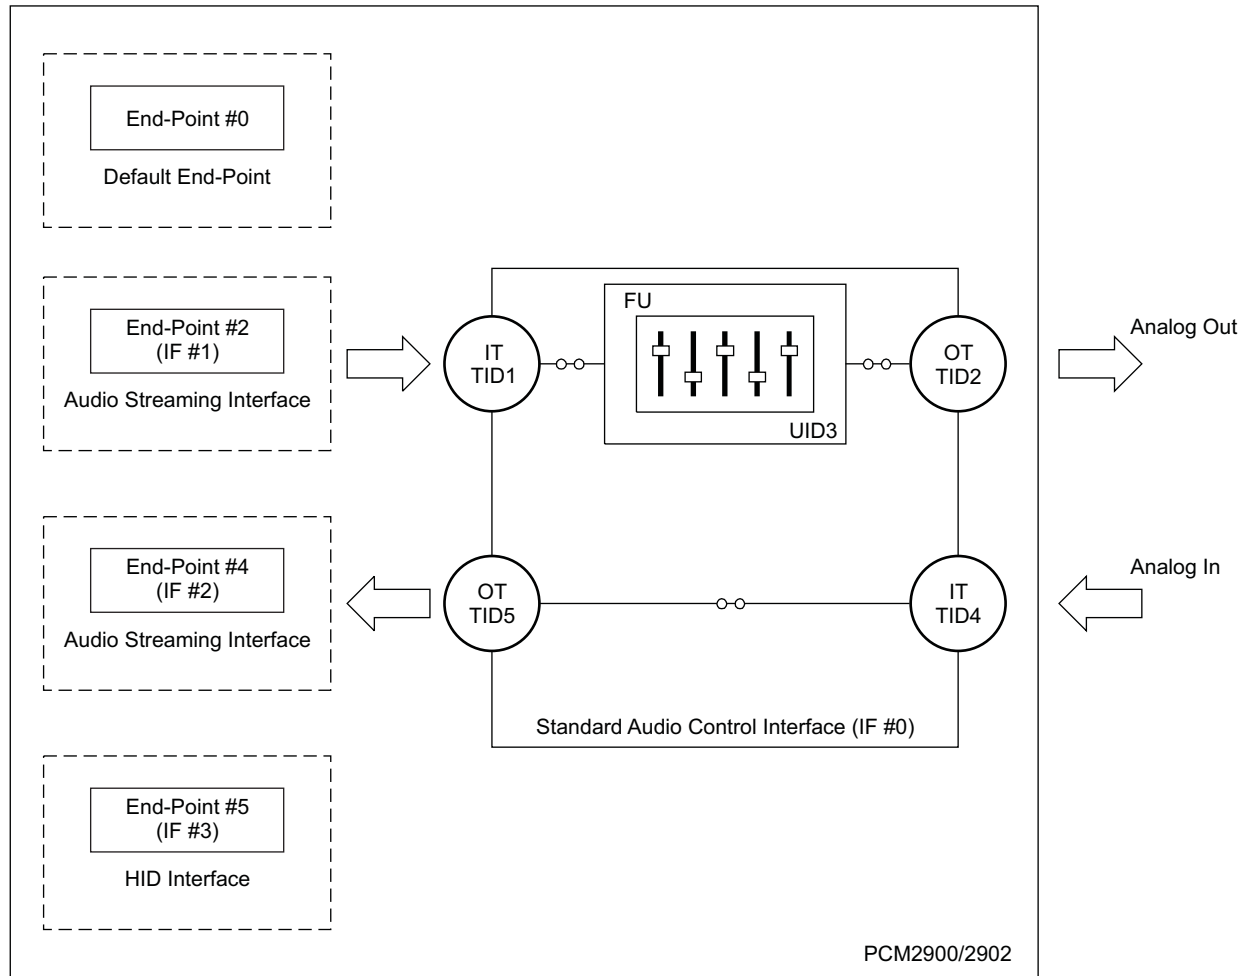 End-Point #0
Default End-Point
End-Point #2
(IF #1)
Audio Streaming Interface
IT
TID1
FU
UID3
OT
TID2
Analog Out
End-Point #4
(IF #2)
Audio Streaming Interface
OT
TID5
IT
TID4
Analog In
Standard Audio Control Interface (IF #0)
End-Point #5
(IF #3)
HID Interface
PCM2900/2902